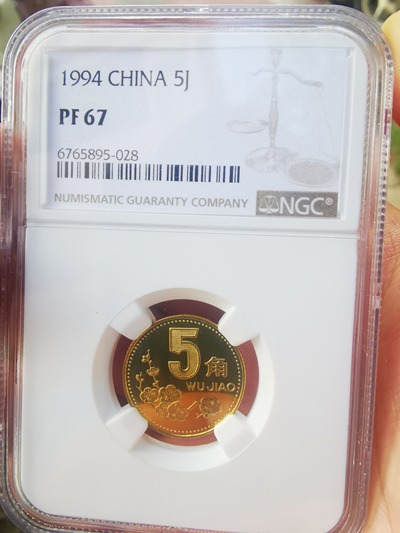 1994 CHINA 5J
PF 67
6765895-028
NUMISMATIC GUARANTY COMPANY
NGC®
5角
WU JIAO